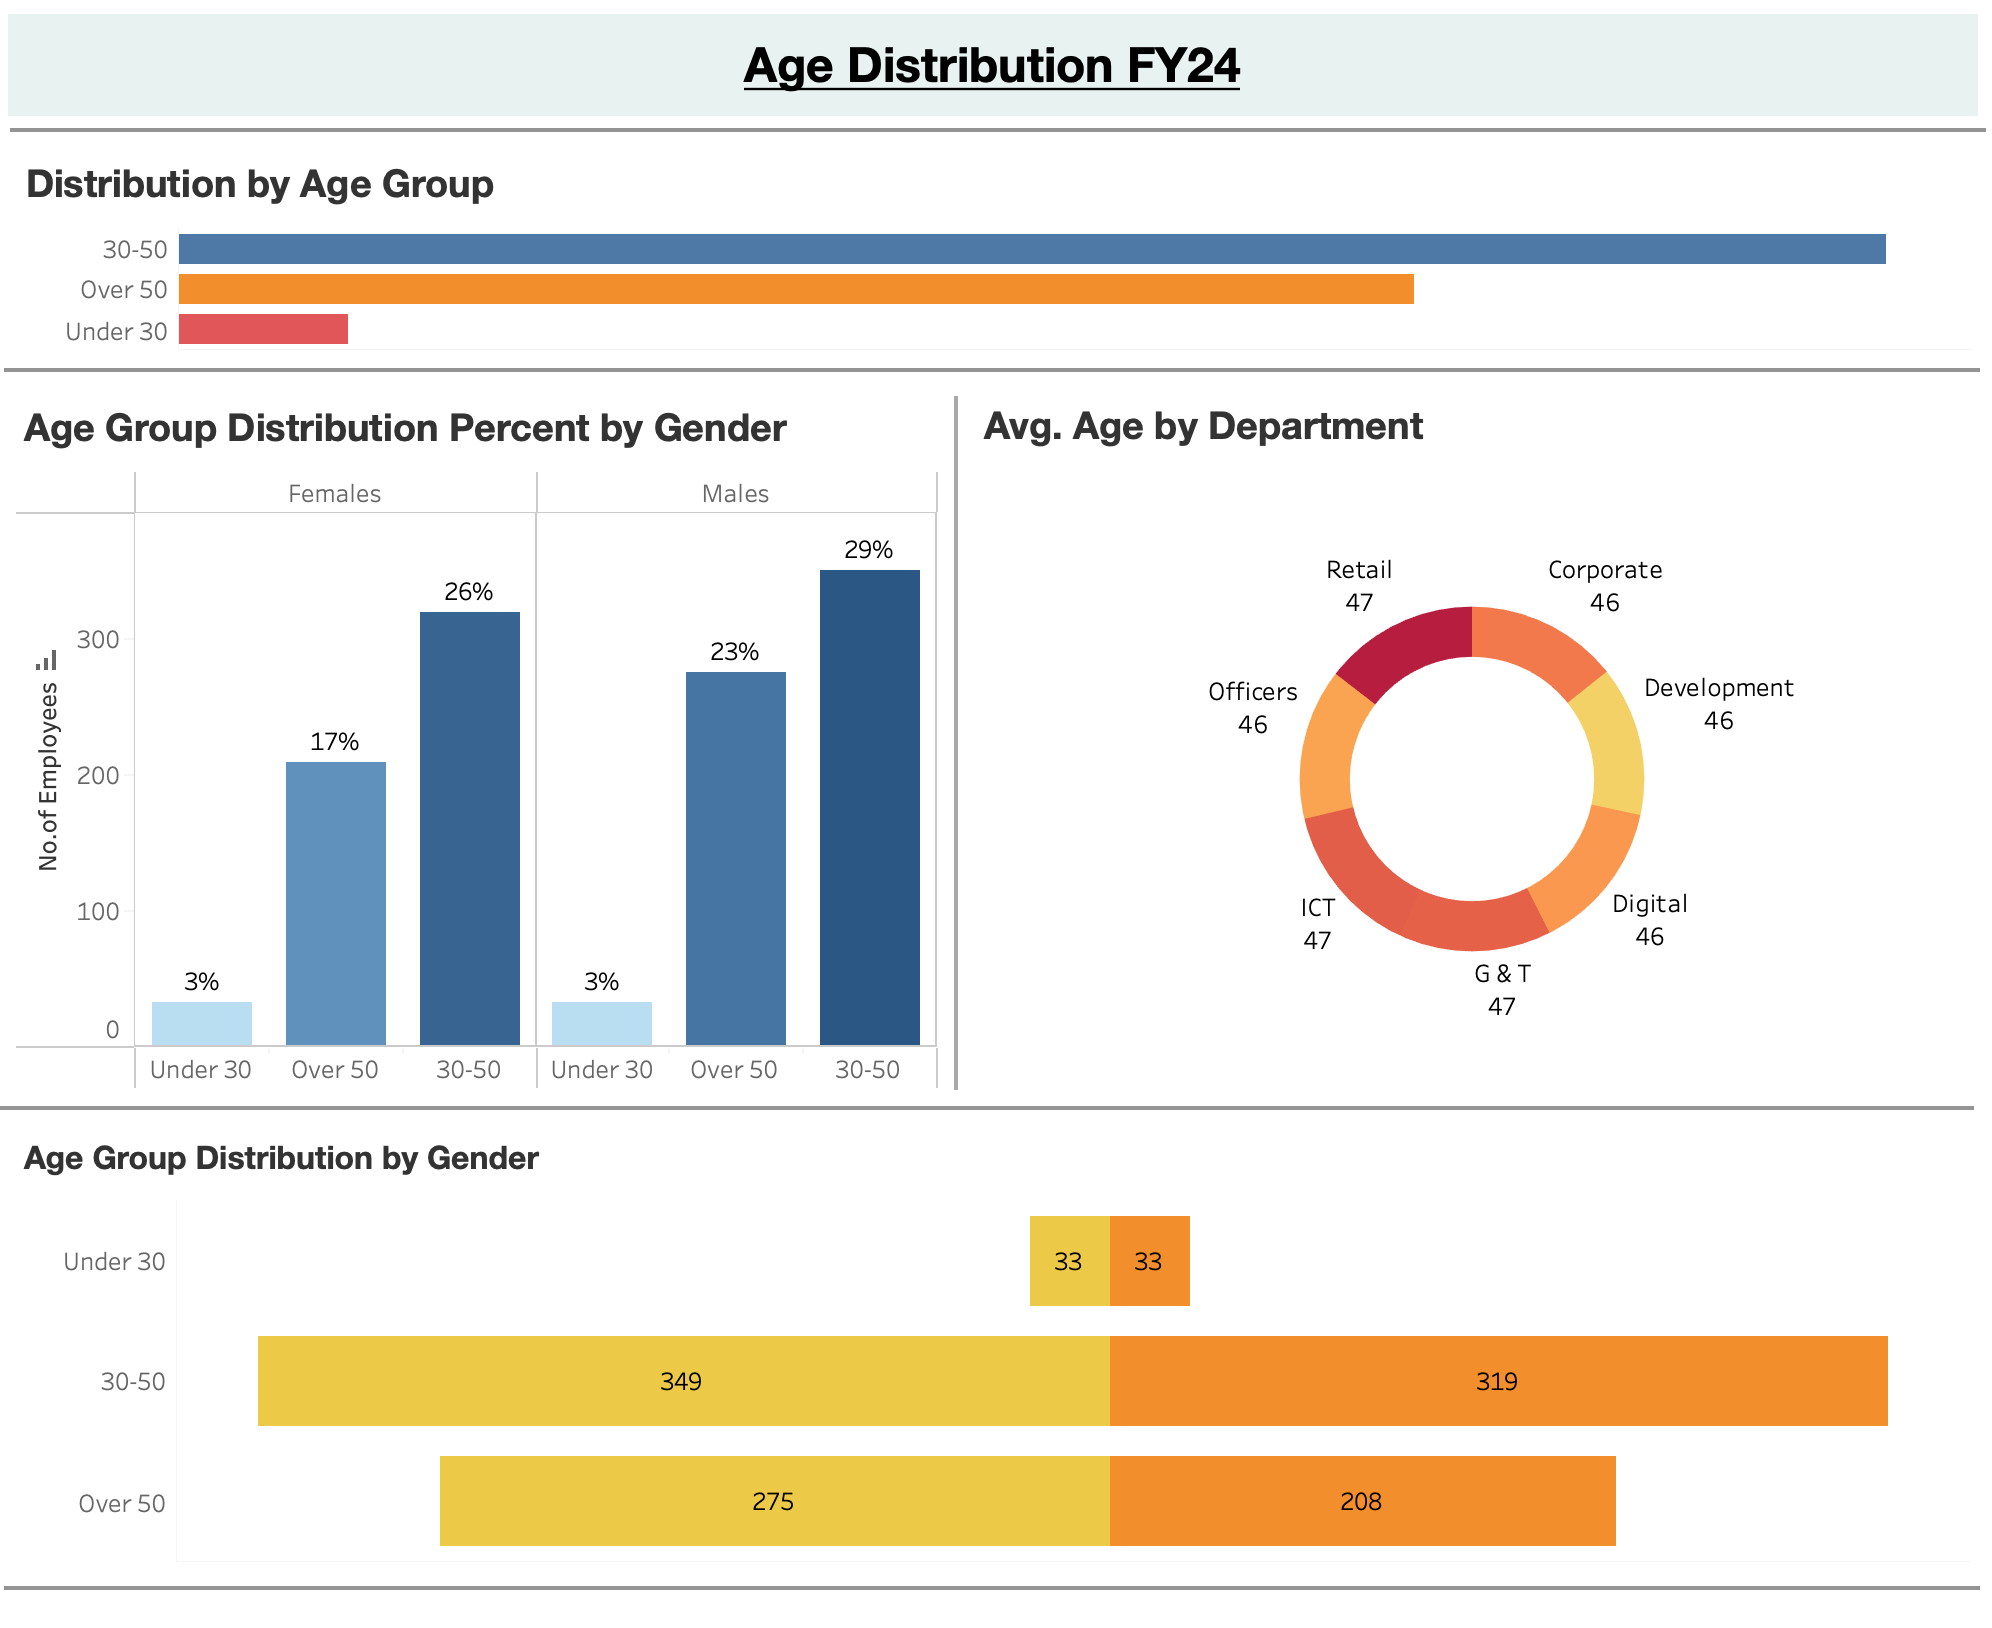 Age Distribution FY24
Distribution by Age Group
30-50
Over 50
Under 30
Age Group Distribution Percent by Gender
Females
Males
No.of Employees
300
200
100
0
3%
17%
26%
3%
23%
29%
Under 30
Over 50
30-50
Under 30
Over 50
30-50
Avg. Age by Department
Retail
47
Corporate
46
Officers
46
Development
46
ICT
47
Digital
46
G & T
47
Age Group Distribution by Gender
Under 30
33
33
30-50
349
319
Over 50
275
208